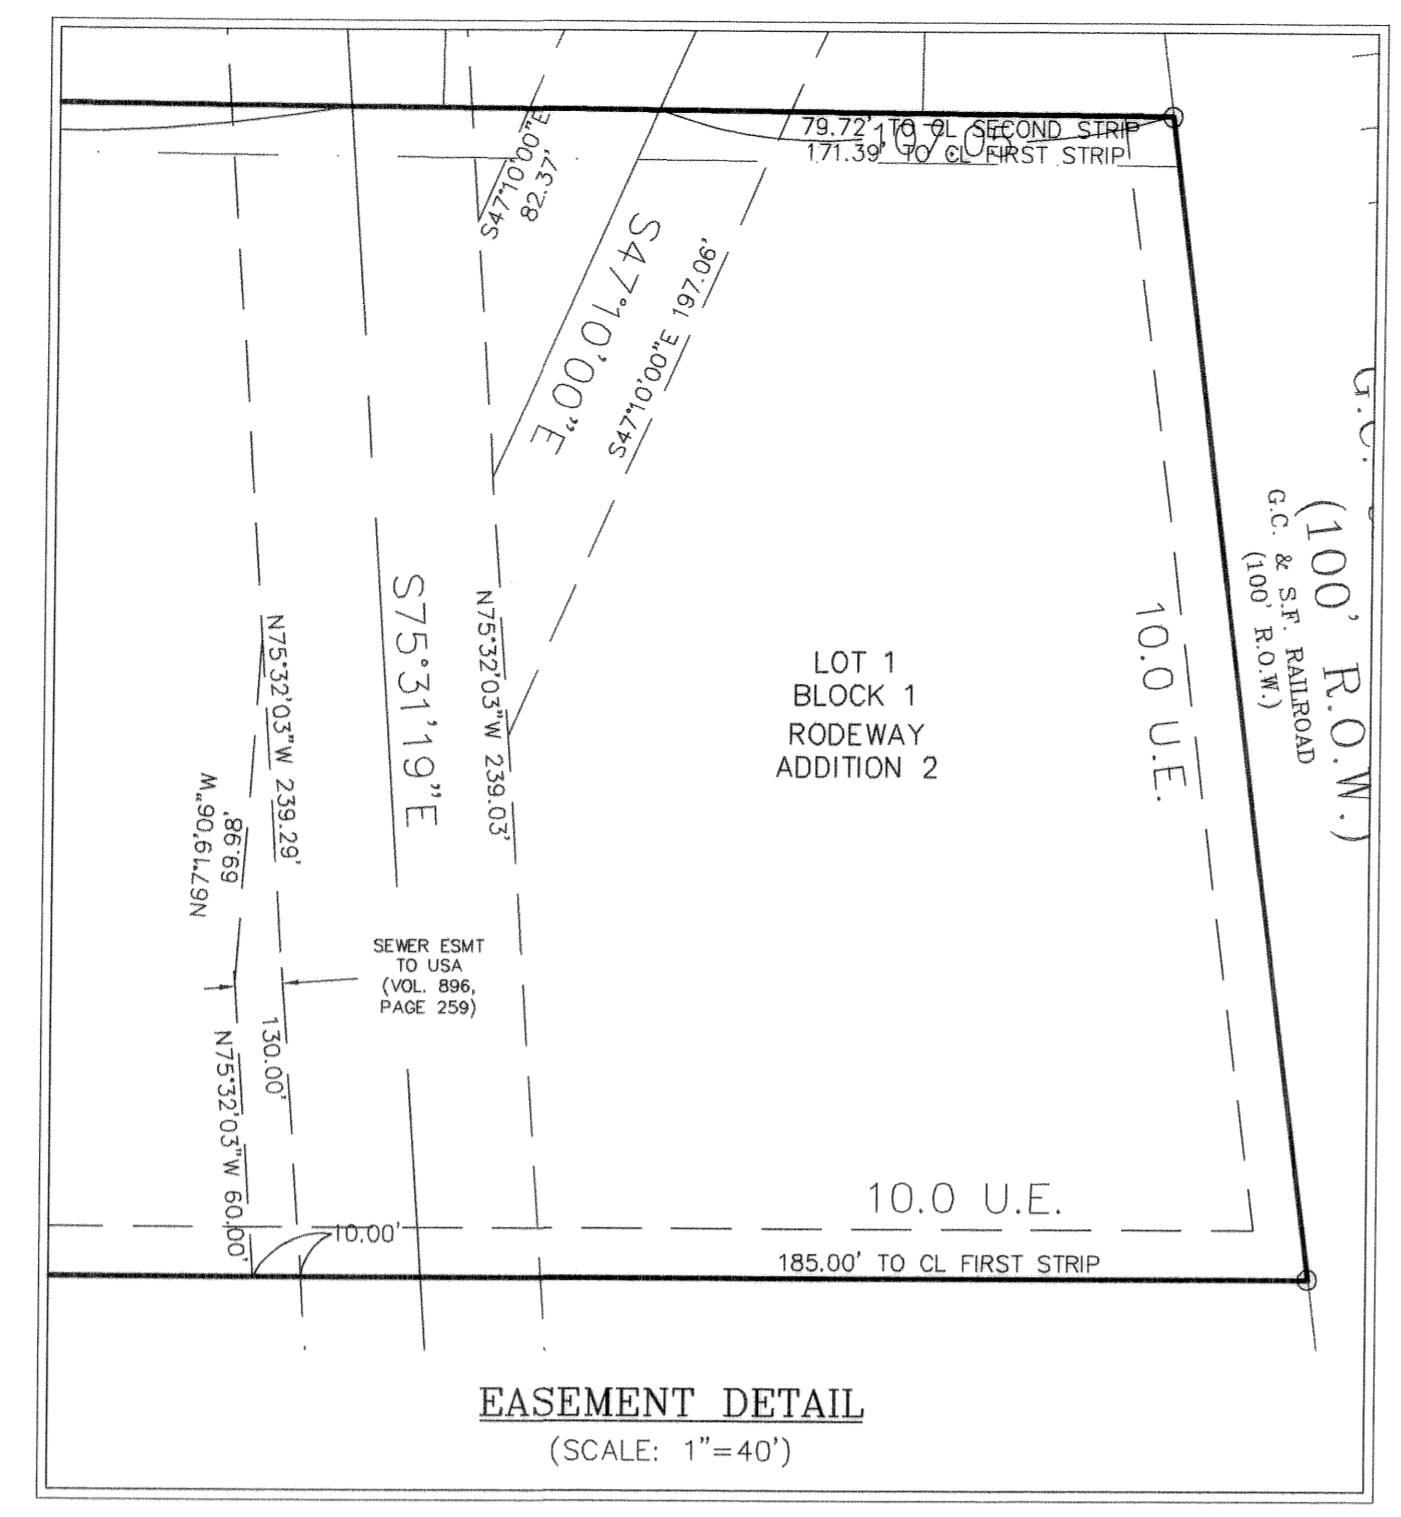 79.72' TO CL SECOND STRIP
107.05
171.39' TO CL FIRST STRIP
S47°10'00"E
82.37'
S47°10'00"E
S47°10'00"E 197.06'
G.C.
(100' R.O.W.)
G.C. & S.F. RAILROAD
(100' R.O.W.)
N75°32'03"W 239.29'
S75°31'19"E
N75°32'03"W 239.03'
LOT 1
BLOCK 1
RODEWAY
ADDITION 2
10.0 U.E.
N67°19'06"W
69.98'
SEWER ESMT
TO USA
(VOL. 896,
PAGE 259)
130.00'
N75°32'03"W 60.00'
10.00'
10.0 U.E.
185.00' TO CL FIRST STRIP
EASEMENT DETAIL
(SCALE: 1"=40')